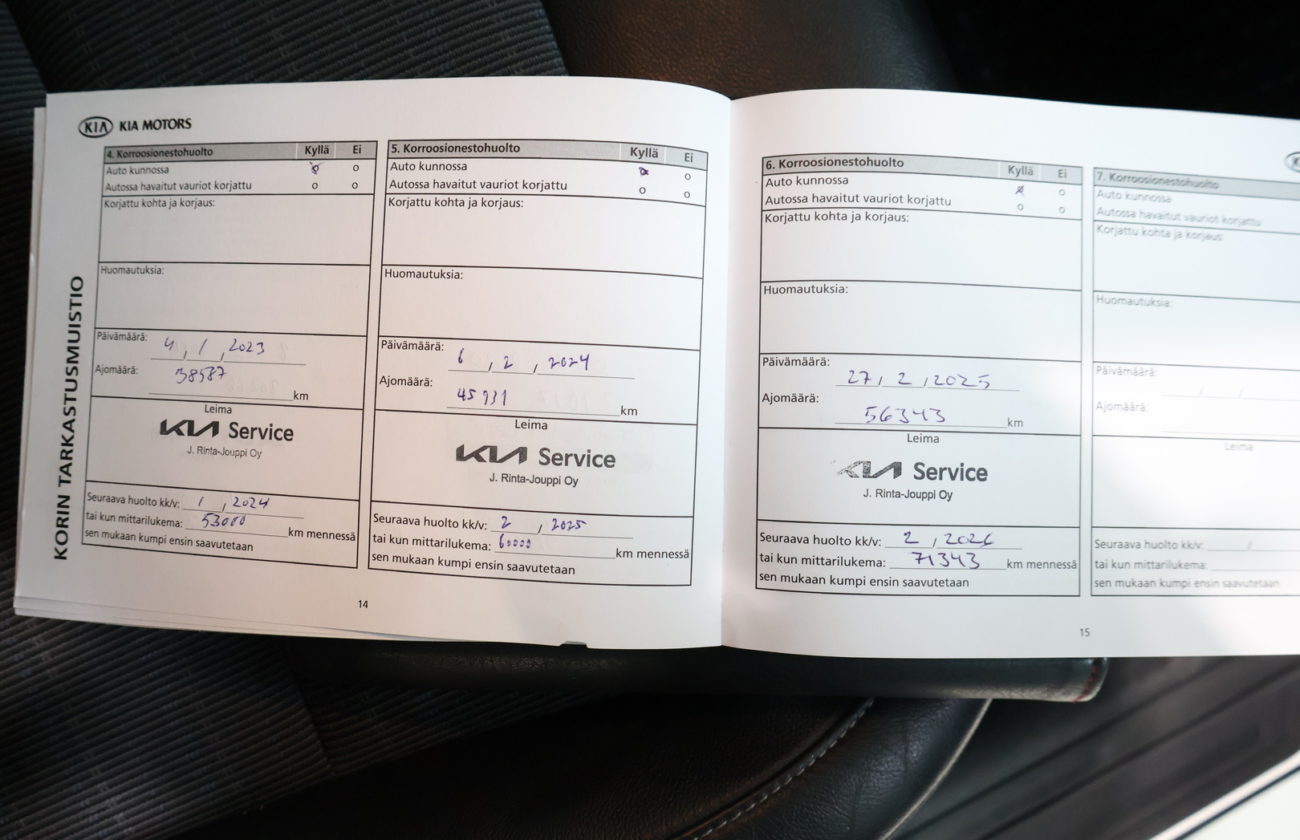 KIA KIA MOTORS
KORIN TARKASTUSMUISTIO
4. Korroosionestohuolto Kyllä Ei
Auto kunnossa o
Autossa havaitut vauriot korjattu o o
Korjattu kohta ja korjaus:
Huomautuksia:
Päivämäärä: 4 , 1 , 2023
Ajomäärä: 38587 km
Leima
KIA Service
J. Rinta-Jouppi Oy
Seuraava huolto kk/v: 1 , 2024
tai kun mittarilukema: 53000 km mennessä
sen mukaan kumpi ensin saavutetaan
14
5. Korroosionestohuolto Kyllä Ei
Auto kunnossa o
Autossa havaitut vauriot korjattu o o
Korjattu kohta ja korjaus:
Huomautuksia:
Päivämäärä: 6 , 2 , 2024
Ajomäärä: km
Leima
KIA Service
J. Rinta-Jouppi Oy
Seuraava huolto kk/v: 2 , 2025
tai kun mittarilukema: 60000 km mennessä
sen mukaan kumpi ensin saavutetaan
6. Korroosionestohuolto Kyllä Ei
Auto kunnossa o
Autossa havaitut vauriot korjattu o o
Korjattu kohta ja korjaus:
Huomautuksia:
Päivämäärä: 27 , 2 , 2025
Ajomäärä: 56343 km
Leima
KIA Service
J. Rinta-Jouppi Oy
Seuraava huolto kk/v: 2 , 2026
tai kun mittarilukema: 71343 km mennessä
sen mukaan kumpi ensin saavutetaan
15
7. Korroosionestohuolto
Auto kunnossa
Autossa havaitut vauriot korjattu
Korjattu kohta ja korjaus:
Huomautuksia:
Päivämäärä: / /
Ajomäärä:
Leima
Seuraava huolto kk/v: /
tai kun mittarilukema:
sen mukaan kumpi ensin saavutetaan